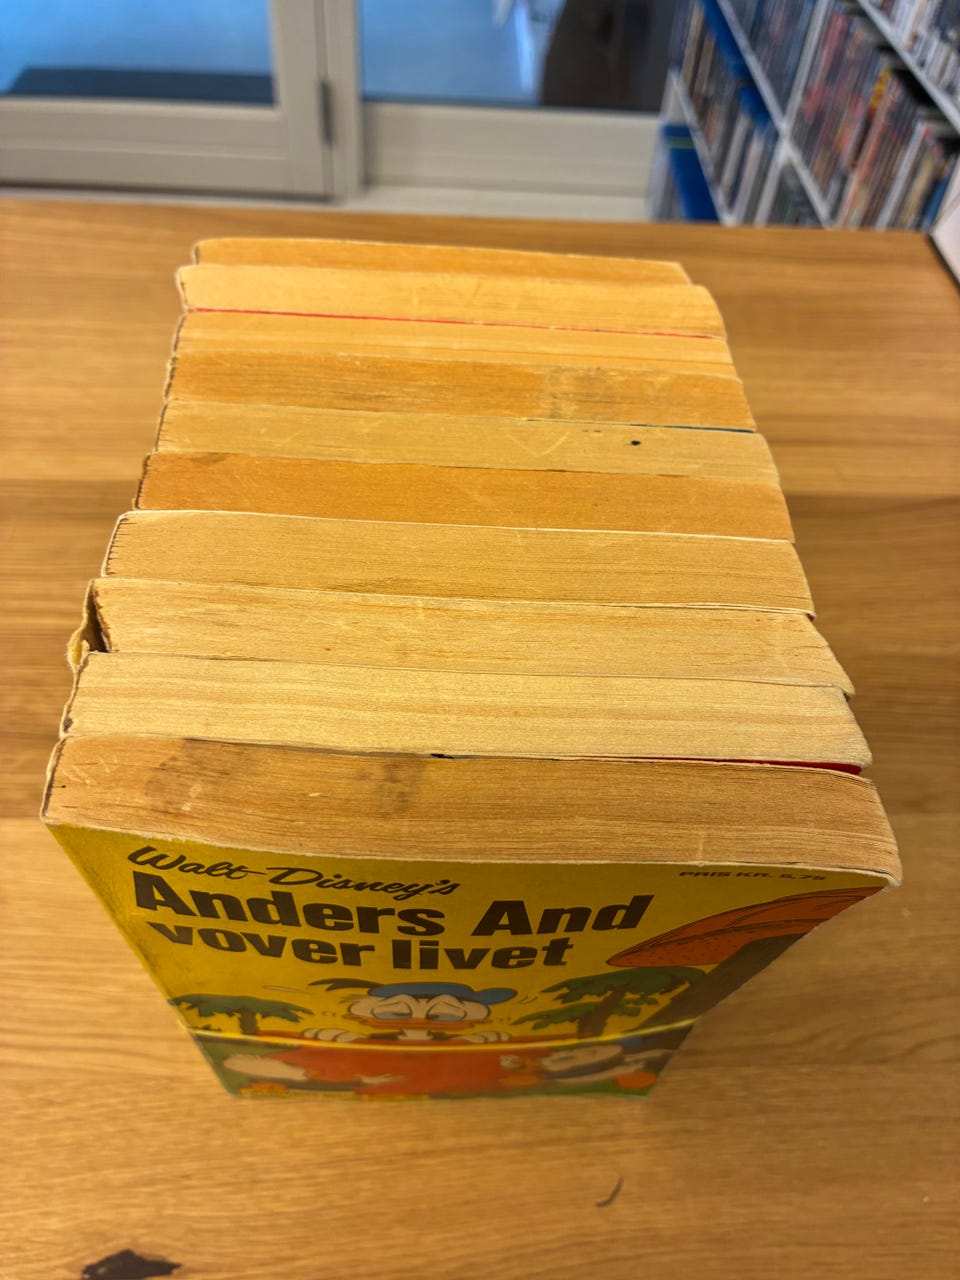 Walt Disney's
PRIS KR. 5,75
Anders And
vover livet